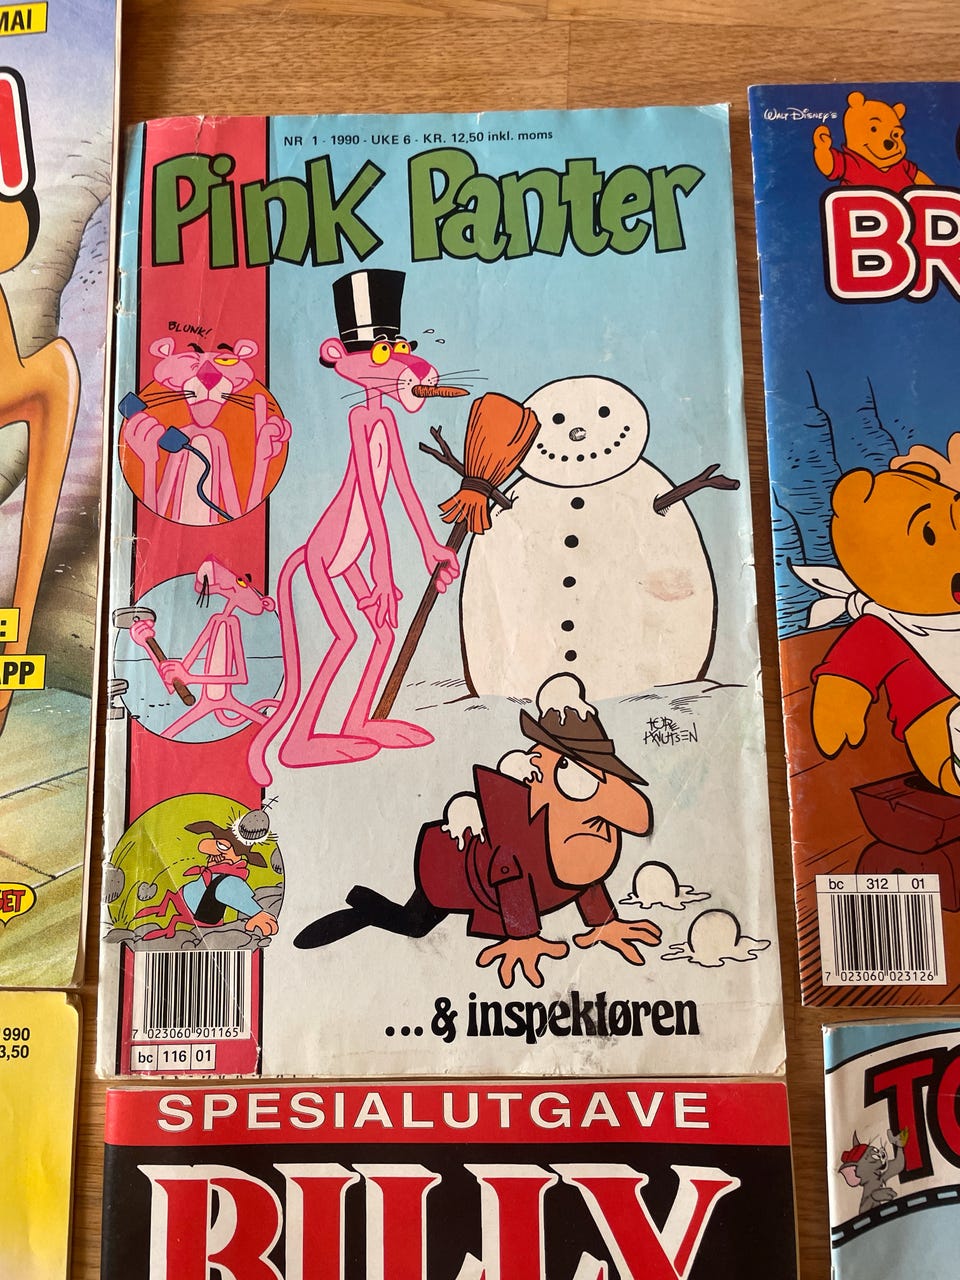 MAI
M
:
APP
ET
990
3,50
NR 1 - 1990 - UKE 6 - KR. 12,50 inkl. moms
Pink Panter
BLUNK!
TORE
KNUTSEN
... & inspektøren
7 023060 901165
bc 116 01
SPESIALUTGAVE
BILLY
WALT DISNEY'S
BR
bc 312 01
7 023060 023126
TO